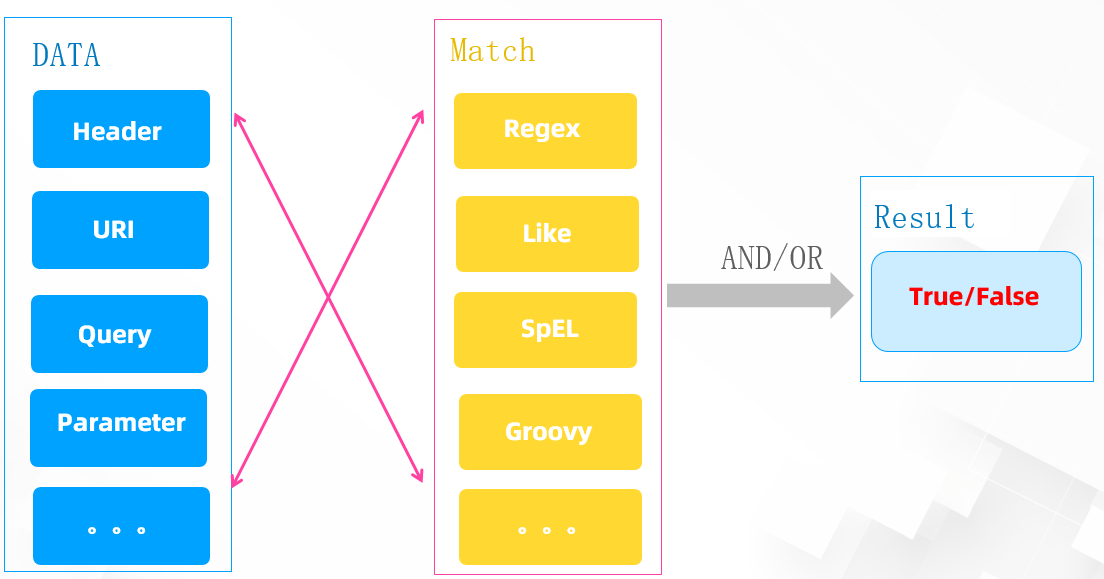 DATA
Header
URI
Query
Parameter
。。。
Match
Regex
Like
SpEL
Groovy
。。。
AND/OR
Result
True/False